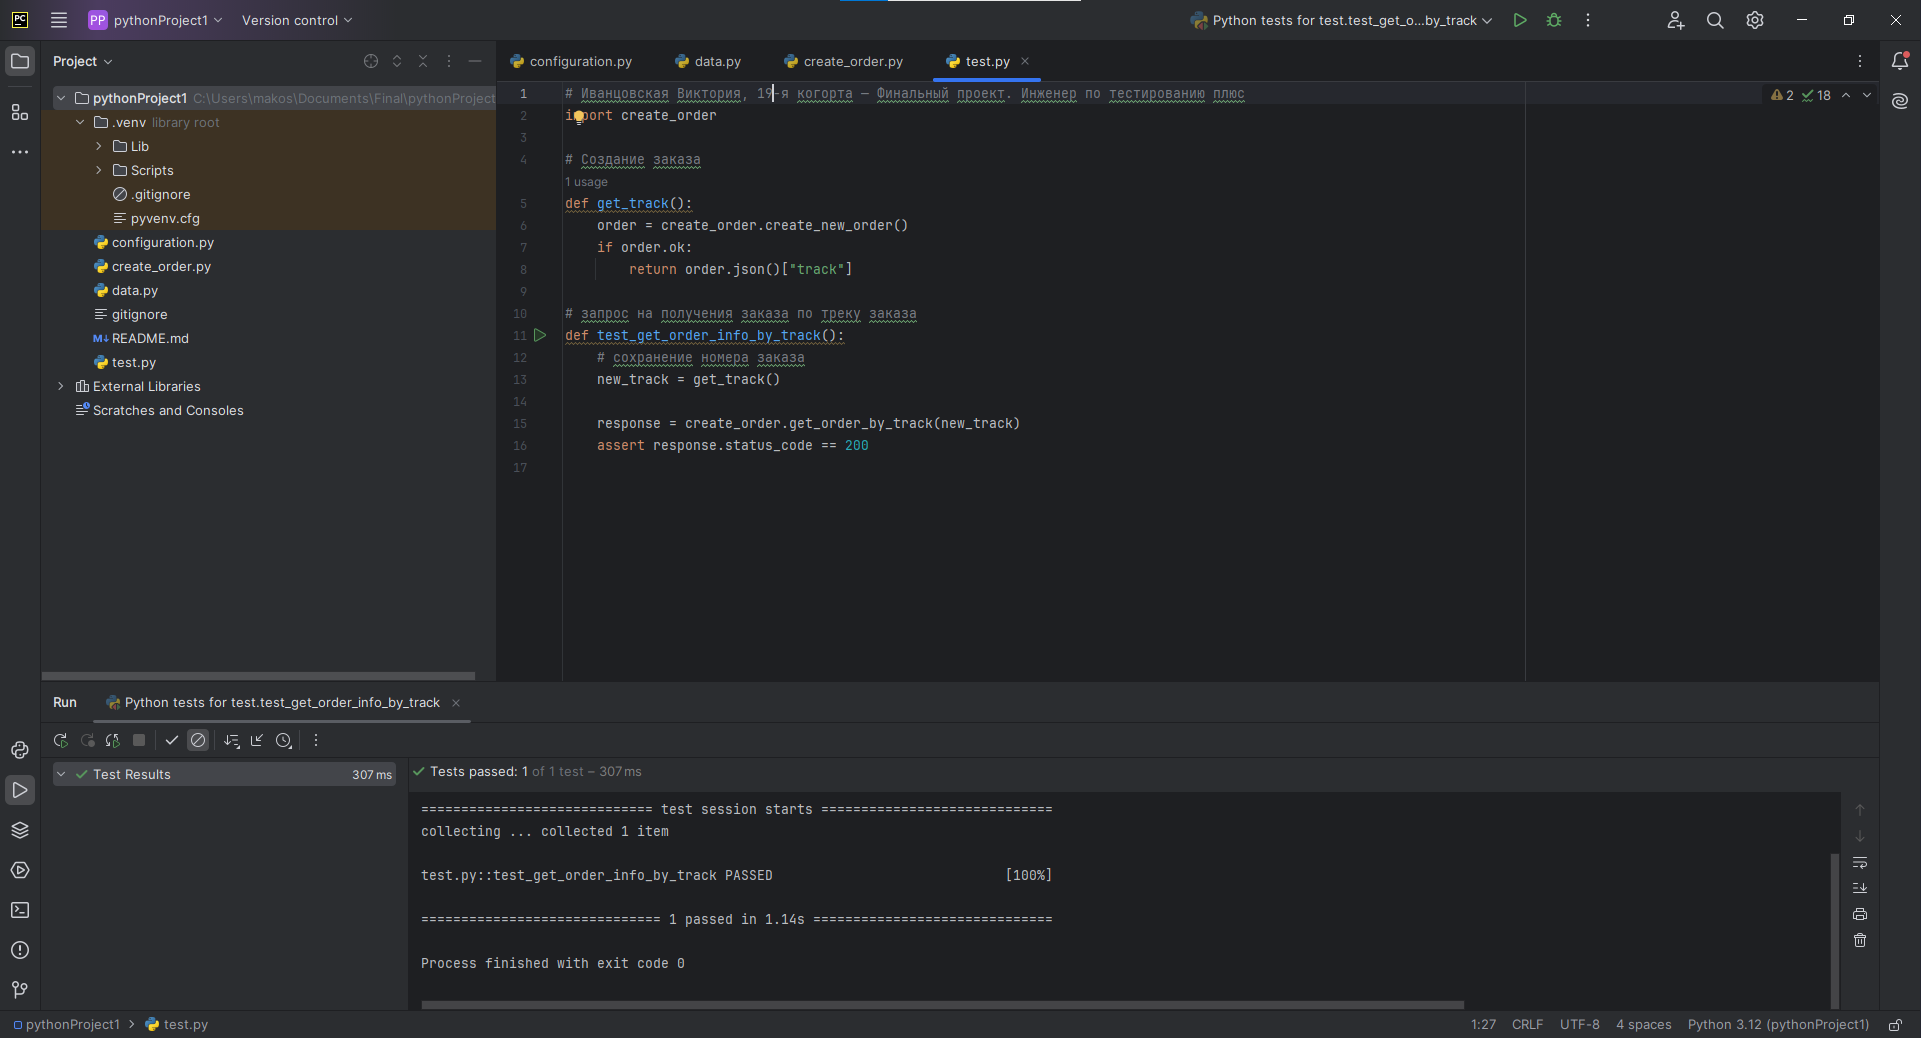 PC
PP pythonProject1 Version control Python tests for test.test_get_o...by_track
Project
configuration.py data.py create_order.py test.py
pythonProject1 C:\Users\makos\Documents\Final\pythonProject
.venv library root
Lib
Scripts
.gitignore
pyvenv.cfg
configuration.py
create_order.py
data.py
gitignore
M↓ README.md
test.py
External Libraries
Scratches and Consoles
2 18
1 # Иванцовская Виктория, 19-я когорта — Финальный проект. Инженер по тестированию плюс
2 import create_order
3
4 # Создание заказа
1 usage
5 def get_track():
6 order = create_order.create_new_order()
7 if order.ok:
8 return order.json()["track"]
9
10 # запрос на получения заказа по треку заказа
11 def test_get_order_info_by_track():
12 # сохранение номера заказа
13 new_track = get_track()
14
15 response = create_order.get_order_by_track(new_track)
16 assert response.status_code == 200
17
Run Python tests for test.test_get_order_info_by_track
Test Results 307 ms
Tests passed: 1 of 1 test – 307 ms
============================= test session starts =============================
collecting ... collected 1 item
test.py::test_get_order_info_by_track PASSED [100%]
============================== 1 passed in 1.14s ==============================
Process finished with exit code 0
pythonProject1 > test.py
1:27 CRLF UTF-8 4 spaces Python 3.12 (pythonProject1)